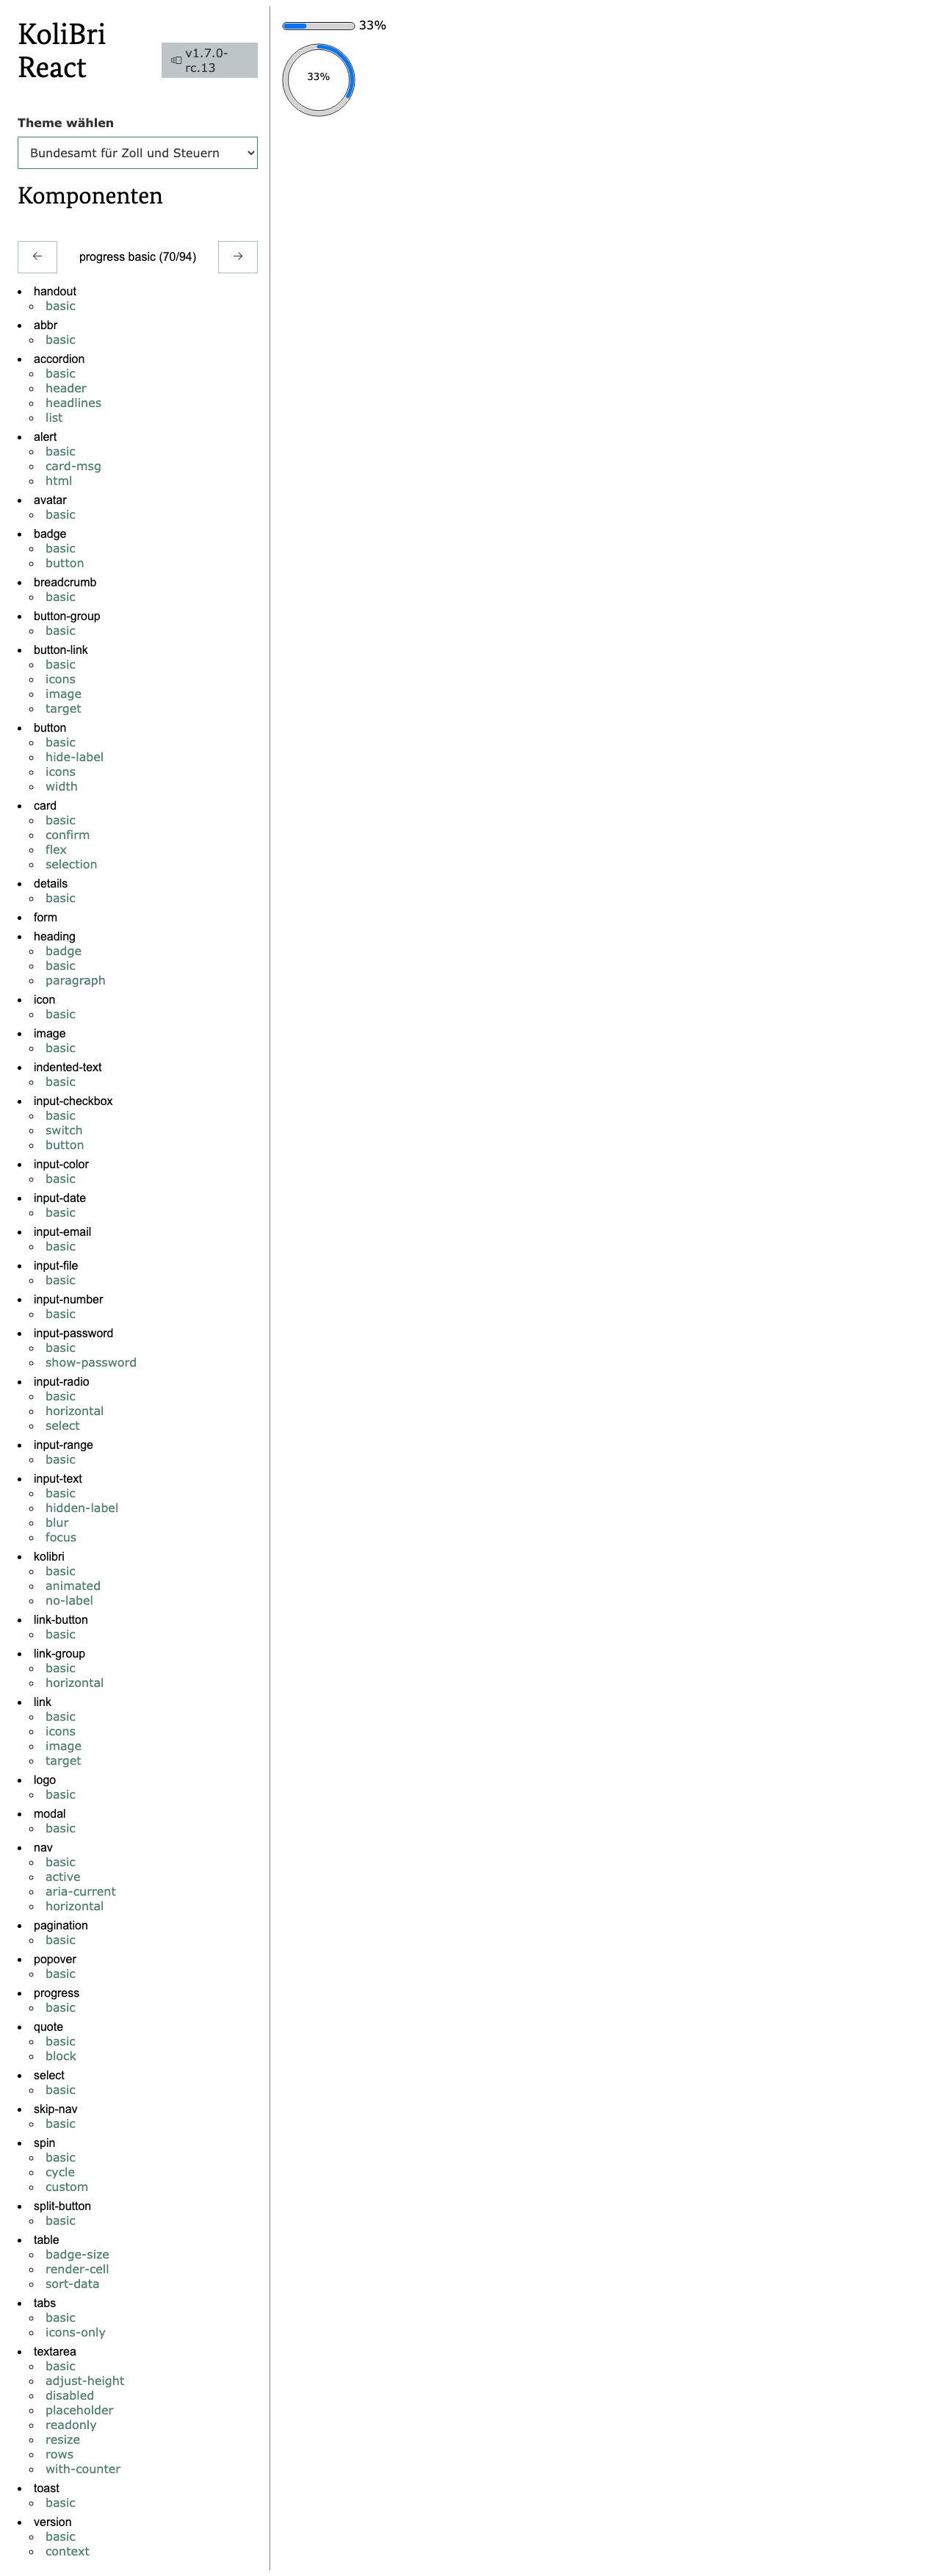 KoliBri
React
v1.7.0-
rc.13
Theme wählen
Bundesamt für Zoll und Steuern
Komponenten
← progress basic (70/94) →
handout
basic
abbr
basic
accordion
basic
header
headlines
list
alert
basic
card-msg
html
avatar
basic
badge
basic
button
breadcrumb
basic
button-group
basic
button-link
basic
icons
image
target
button
basic
hide-label
icons
width
card
basic
confirm
flex
selection
details
basic
form
heading
badge
basic
paragraph
icon
basic
image
basic
indented-text
basic
input-checkbox
basic
switch
button
input-color
basic
input-date
basic
input-email
basic
input-file
basic
input-number
basic
input-password
basic
show-password
input-radio
basic
horizontal
select
input-range
basic
input-text
basic
hidden-label
blur
focus
kolibri
basic
animated
no-label
link-button
basic
link-group
basic
horizontal
link
basic
icons
image
target
logo
basic
modal
basic
nav
basic
active
aria-current
horizontal
pagination
basic
popover
basic
progress
basic
quote
basic
block
select
basic
skip-nav
basic
spin
basic
cycle
custom
split-button
basic
table
badge-size
render-cell
sort-data
tabs
basic
icons-only
textarea
basic
adjust-height
disabled
placeholder
readonly
resize
rows
with-counter
toast
basic
version
basic
context
33%
33%